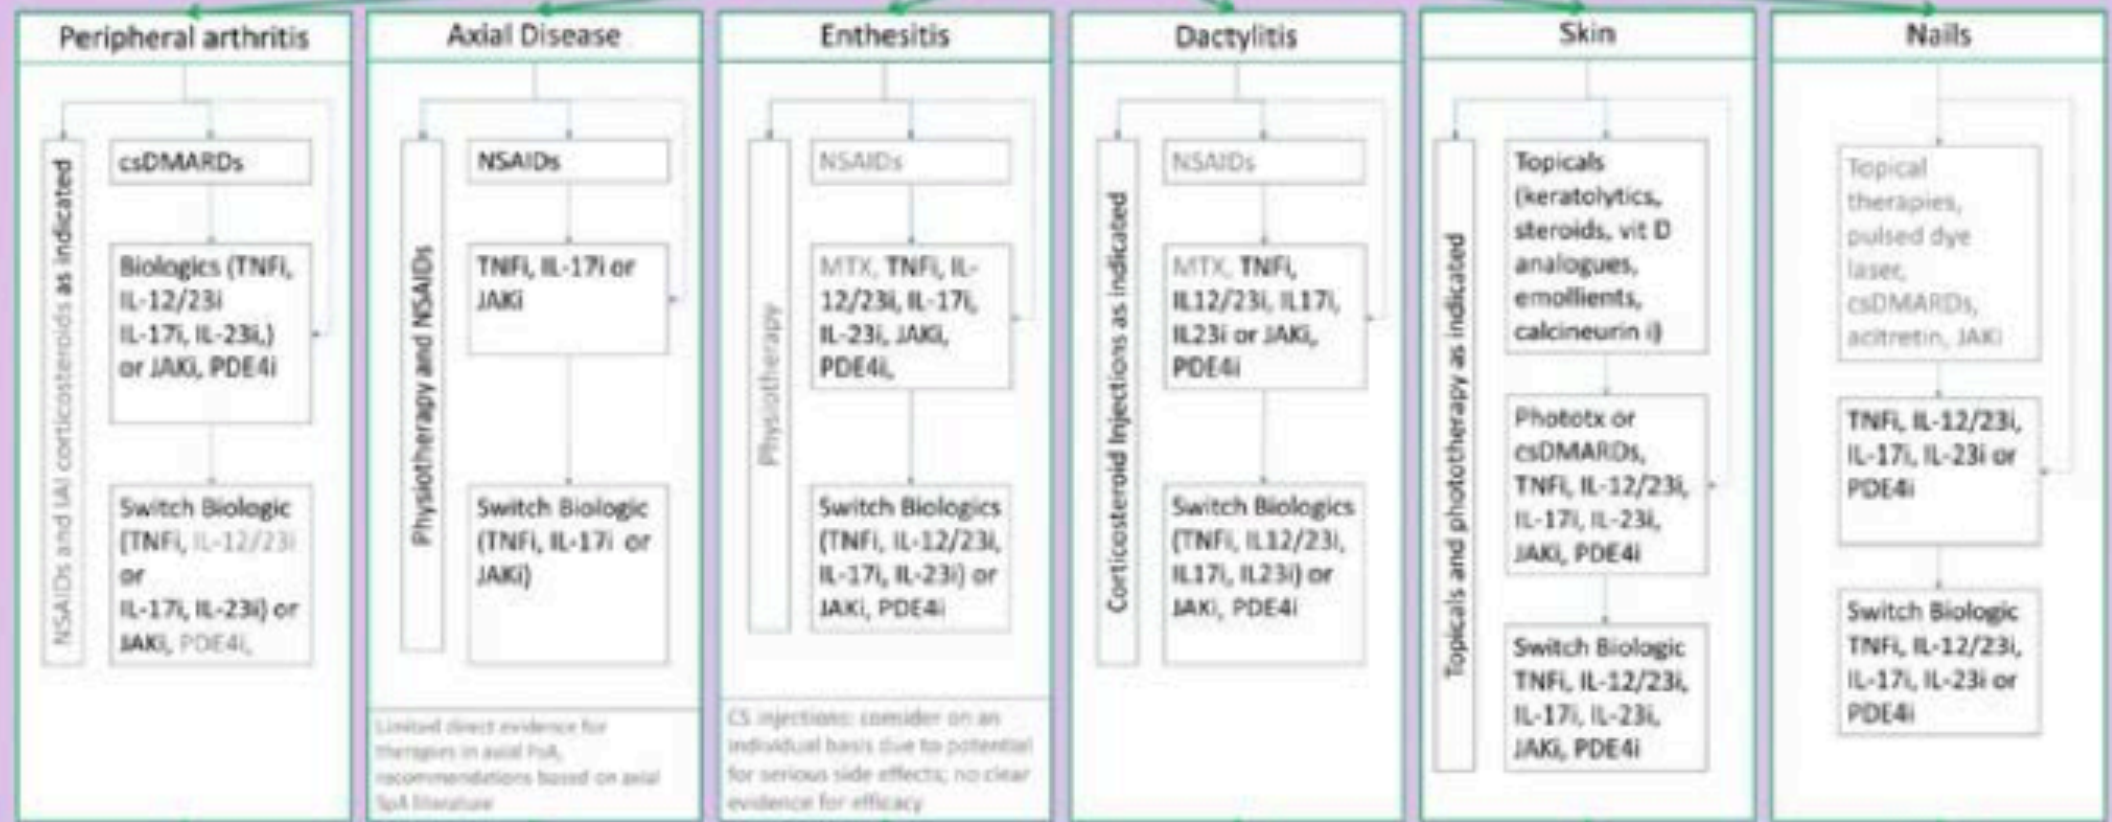 Peripheral arthritis
NSAIDs and IAI corticosteroids as indicated
csDMARDs
Biologics (TNFi,
IL-12/23i
IL-17i, IL-23i,)
or JAKi, PDE4i
Switch Biologic
(TNFi, IL-12/23i
or
IL-17i, IL-23i) or
JAKi, PDE4i,
Axial Disease
Physiotherapy and NSAIDs
NSAIDs
TNFi, IL-17i or
JAKi
Switch Biologic
(TNFi, IL-17i or
JAKi)
Limited direct evidence for
therapies in axial PsA,
recommendations based on axial
SpA literature
Enthesitis
Physiotherapy
NSAIDs
MTX, TNFi, IL-
12/23i, IL-17i,
IL-23i, JAKi,
PDE4i,
Switch Biologics
(TNFi, IL-12/23i,
IL-17i, IL-23i) or
JAKi, PDE4i
CS injections: consider on an
individual basis due to potential
for serious side effects; no clear
evidence for efficacy
Dactylitis
Corticosteroid Injections as indicated
NSAIDs
MTX, TNFi,
IL12/23i, IL17i,
IL23i or JAKi,
PDE4i
Switch Biologics
(TNFi, IL12/23i,
IL17i, IL23i) or
JAKi, PDE4i
Skin
Topicals and phototherapy as indicated
Topicals
(keratolytics,
steroids, vit D
analogues,
emollients,
calcineurin i)
Phototx or
csDMARDs,
TNFi, IL-12/23i,
IL-17i, IL-23i,
JAKi, PDE4i
Switch Biologic
TNFi, IL-12/23i,
IL-17i, IL-23i,
JAKi, PDE4i
Nails
Topical
therapies,
pulsed dye
laser,
csDMARDs,
acitretin, JAKi
TNFi, IL-12/23i,
IL-17i, IL-23i or
PDE4i
Switch Biologic
TNFi, IL-12/23i,
IL-17i, IL-23i or
PDE4i